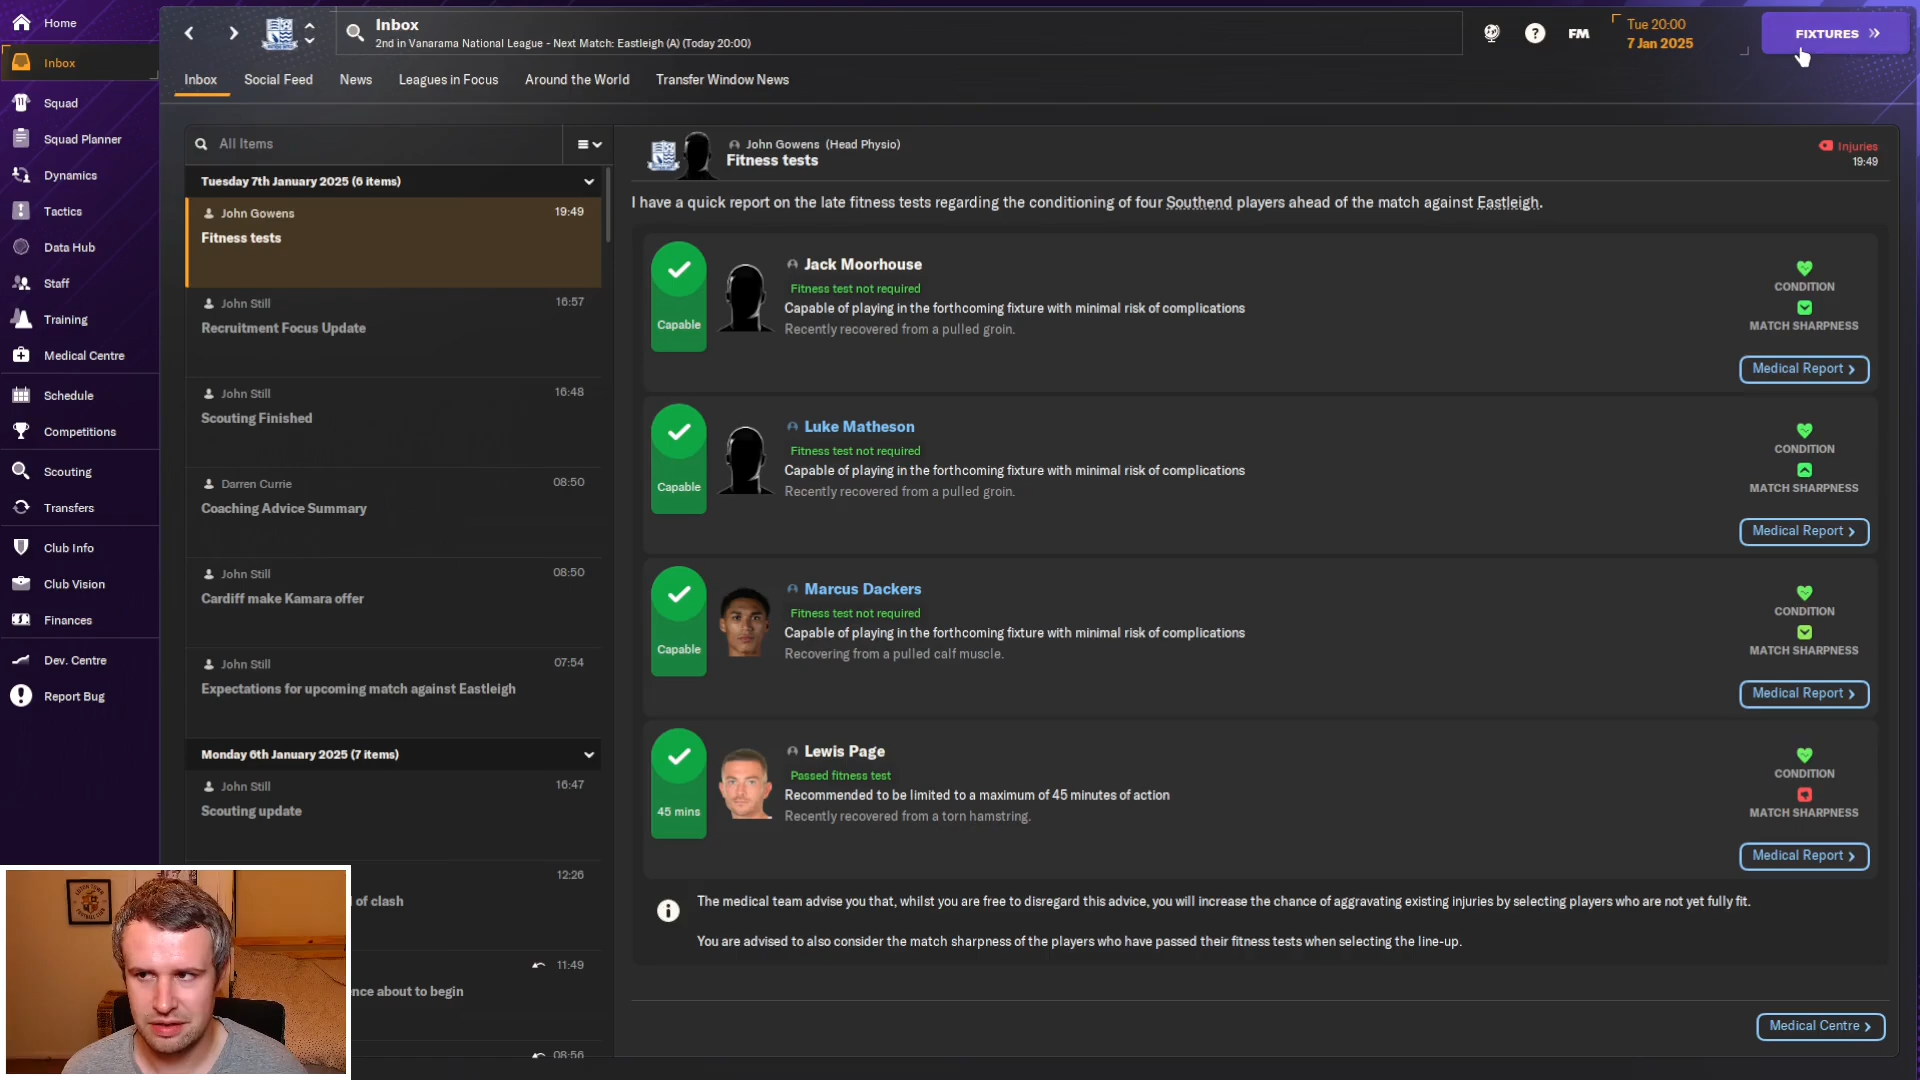 Home
Inbox
Squad
Squad Planner
Dynamics
Tactics
Data Hub
Staff
Training
Medical Centre
Schedule
Competitions
Scouting
Transfers
Club Info
Club Vision
Finances
Dev. Centre
Report Bug
Inbox
2nd in Vanarama National League - Next Match: Eastleigh (A) (Today 20:00)
FM
Tue 20:00
7 Jan 2025
FIXTURES
Inbox
Social Feed
News
Leagues in Focus
Around the World
Transfer Window News
All Items
Tuesday 7th January 2025 (6 items)
John Gowens 19:49
Fitness tests
John Still 16:57
Recruitment Focus Update
John Still 16:48
Scouting Finished
Darren Currie 08:50
Coaching Advice Summary
John Still 08:50
Cardiff make Kamara offer
John Still 07:54
Expectations for upcoming match against Eastleigh
Monday 6th January 2025 (7 items)
John Still 16:47
Scouting update
12:26
of clash
11:49
nce about to begin
08:56
John Gowens (Head Physio)
Fitness tests
Injuries
19:49
I have a quick report on the late fitness tests regarding the conditioning of four Southend players ahead of the match against Eastleigh.
Capable
Jack Moorhouse
Fitness test not required
Capable of playing in the forthcoming fixture with minimal risk of complications
Recently recovered from a pulled groin.
CONDITION
MATCH SHARPNESS
Medical Report
Capable
Luke Matheson
Fitness test not required
Capable of playing in the forthcoming fixture with minimal risk of complications
Recently recovered from a pulled groin.
CONDITION
MATCH SHARPNESS
Medical Report
Capable
Marcus Dackers
Fitness test not required
Capable of playing in the forthcoming fixture with minimal risk of complications
Recovering from a pulled calf muscle.
CONDITION
MATCH SHARPNESS
Medical Report
45 mins
Lewis Page
Passed fitness test
Recommended to be limited to a maximum of 45 minutes of action
Recently recovered from a torn hamstring.
CONDITION
MATCH SHARPNESS
Medical Report
The medical team advise you that, whilst you are free to disregard this advice, you will increase the chance of aggravating existing injuries by selecting players who are not yet fully fit.
You are advised to also consider the match sharpness of the players who have passed their fitness tests when selecting the line-up.
Medical Centre